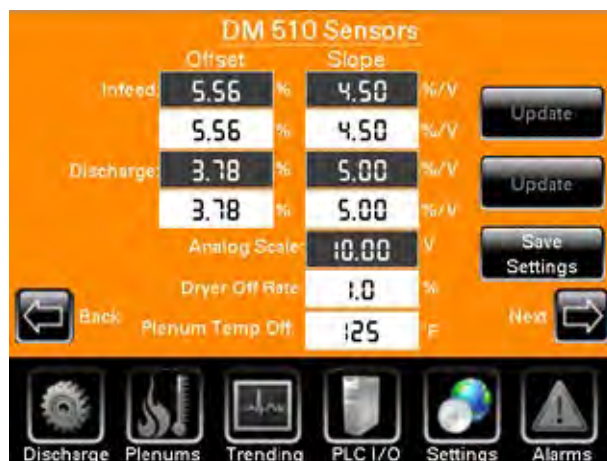 DM 510 Sensors
Offset Slope
Infeed: 5.56 % 4.50 %/V
5.56 4.50 Update
Discharge: 3.78 % 5.00 %/V
3.78 % 5.00 %/V Update
Analog Scale: 10.00 V Save Settings
Dryer Off Rate 1.0 %
Back Plenum Temp Off: 125 F Next
Discharge Plenums Trending PLC I/O Settings Alarms